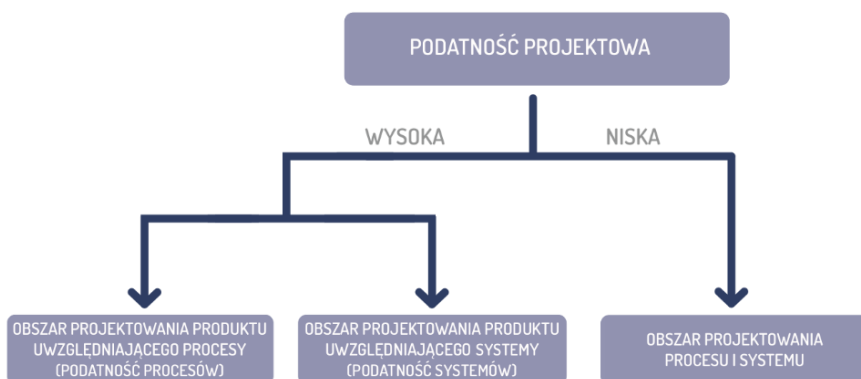 PODATNOŚĆ PROJEKTOWA
WYSOKA
NISKA
OBSZAR PROJEKTOWANIA PRODUKTU
UWZGLĘDNIAJĄCEGO PROCESY
(PODATNOŚĆ PROCESÓW)
OBSZAR PROJEKTOWANIA PRODUKTU
UWZGLĘDNIAJĄCEGO SYSTEMY
(PODATNOŚĆ SYSTEMÓW)
OBSZAR PROJEKTOWANIA
PROCESU I SYSTEMU